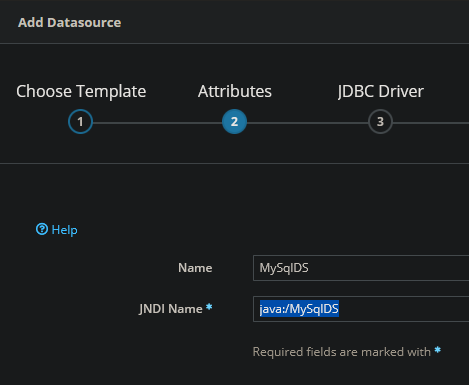 Add Datasource
Choose Template Attributes JDBC Driver
1 2 3
Help
Name MySqlDS
JNDI Name * java:/MySqlDS
Required fields are marked with *